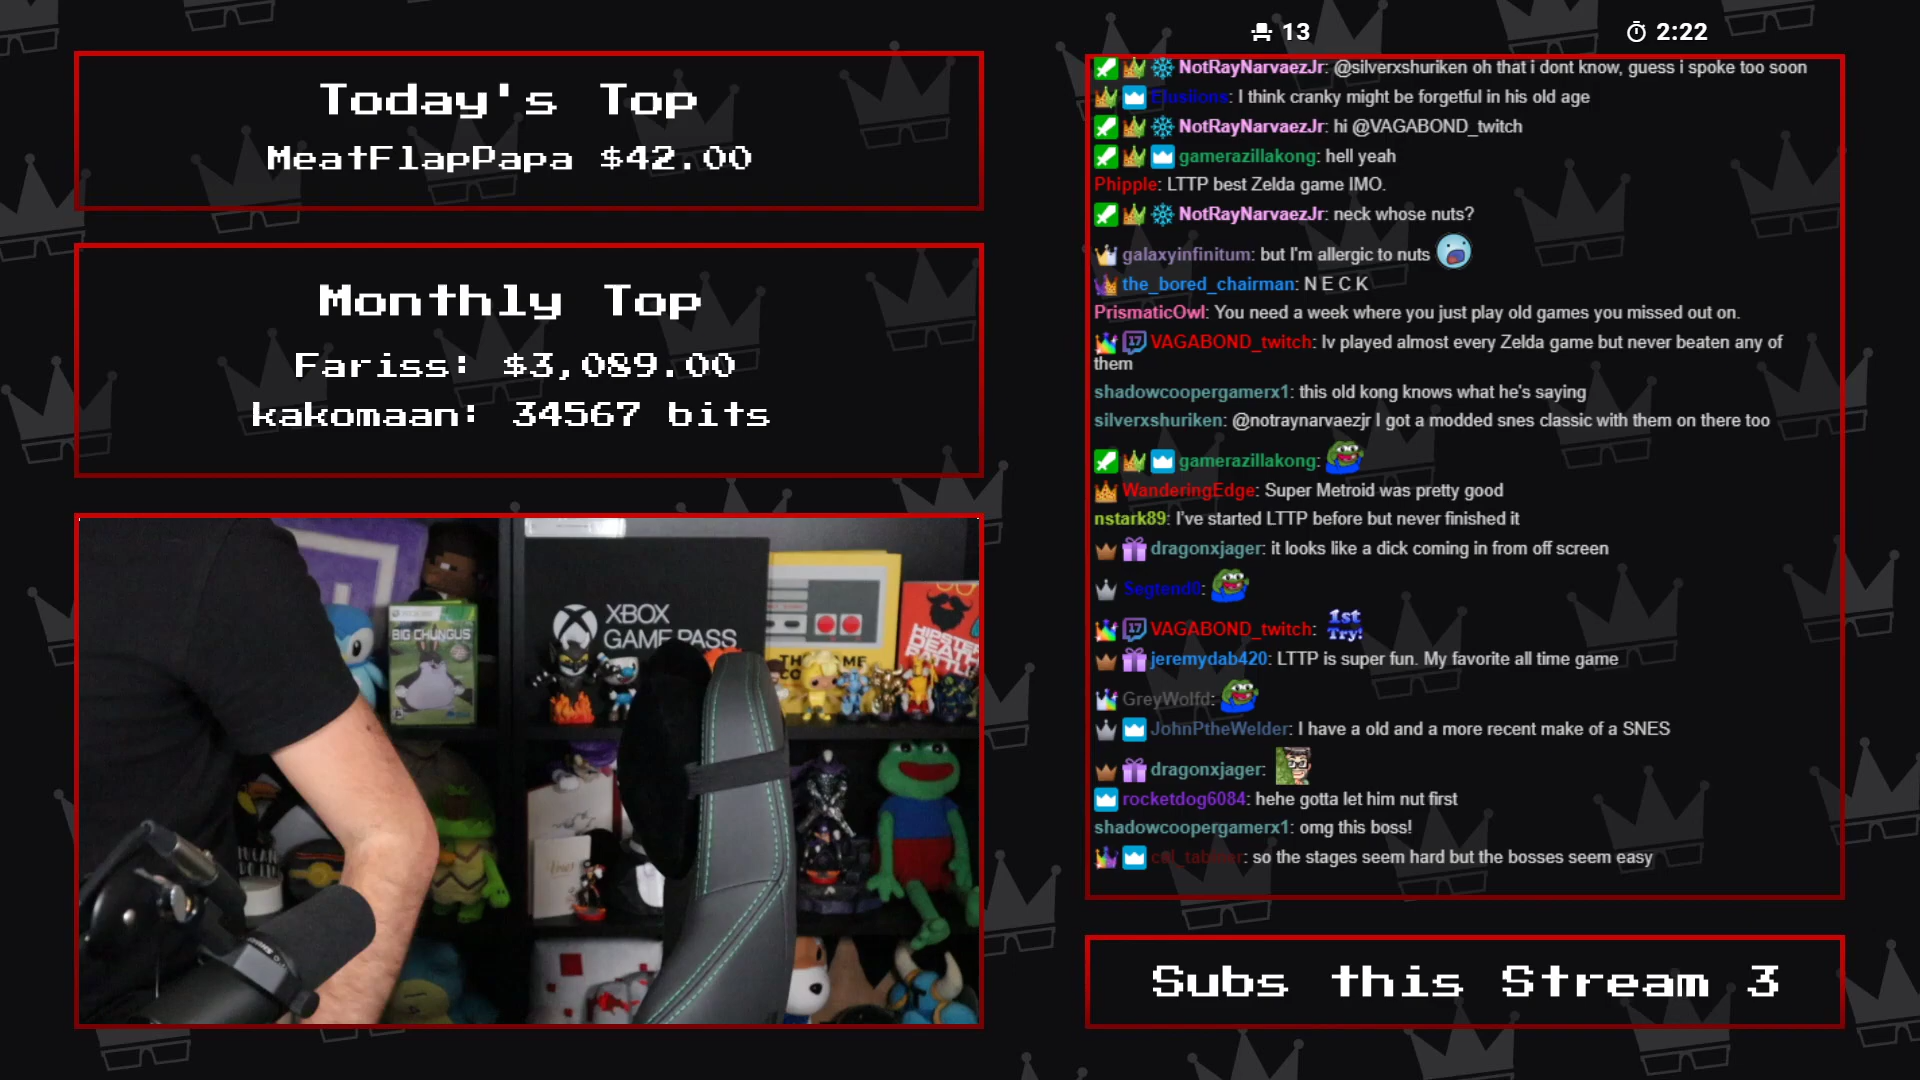 13
2:22
Today's Top
MeatFlapPapa $42.00
Monthly Top
Fariss: $3,089.00
kakomaan: 34567 bits
BIG CHUNGUS
XBOX
GAME PASS
HIPSTER
DEATH
NotRayNarvaezJr: @silverxshuriken oh that i dont know, guess i spoke too soon
Elusiions: I think cranky might be forgetful in his old age
NotRayNarvaezJr: hi @VAGABOND_twitch
gamerazillakong: hell yeah
Phipple: LTTP best Zelda game IMO.
NotRayNarvaezJr: neck whose nuts?
galaxyinfinitum: but I'm allergic to nuts
the_bored_chairman: N E C K
PrismaticOwl: You need a week where you just play old games you missed out on.
17 VAGABOND_twitch: Iv played almost every Zelda game but never beaten any of
them
shadowcoopergamerx1: this old kong knows what he's saying
silverxshuriken: @notraynarvaezjr I got a modded snes classic with them on there too
gamerazillakong:
WanderingEdge: Super Metroid was pretty good
nstark89: I've started LTTP before but never finished it
dragonxjager: it looks like a dick coming in from off screen
Segtend0:
17 VAGABOND_twitch: 1st
Try!
jeremydab420: LTTP is super fun. My favorite all time game
GreyWolfd:
JohnPtheWelder: I have a old and a more recent make of a SNES
dragonxjager:
rocketdog6084: hehe gotta let him nut first
shadowcoopergamerx1: omg this boss!
so the stages seem hard but the bosses seem easy
Subs this Stream 3